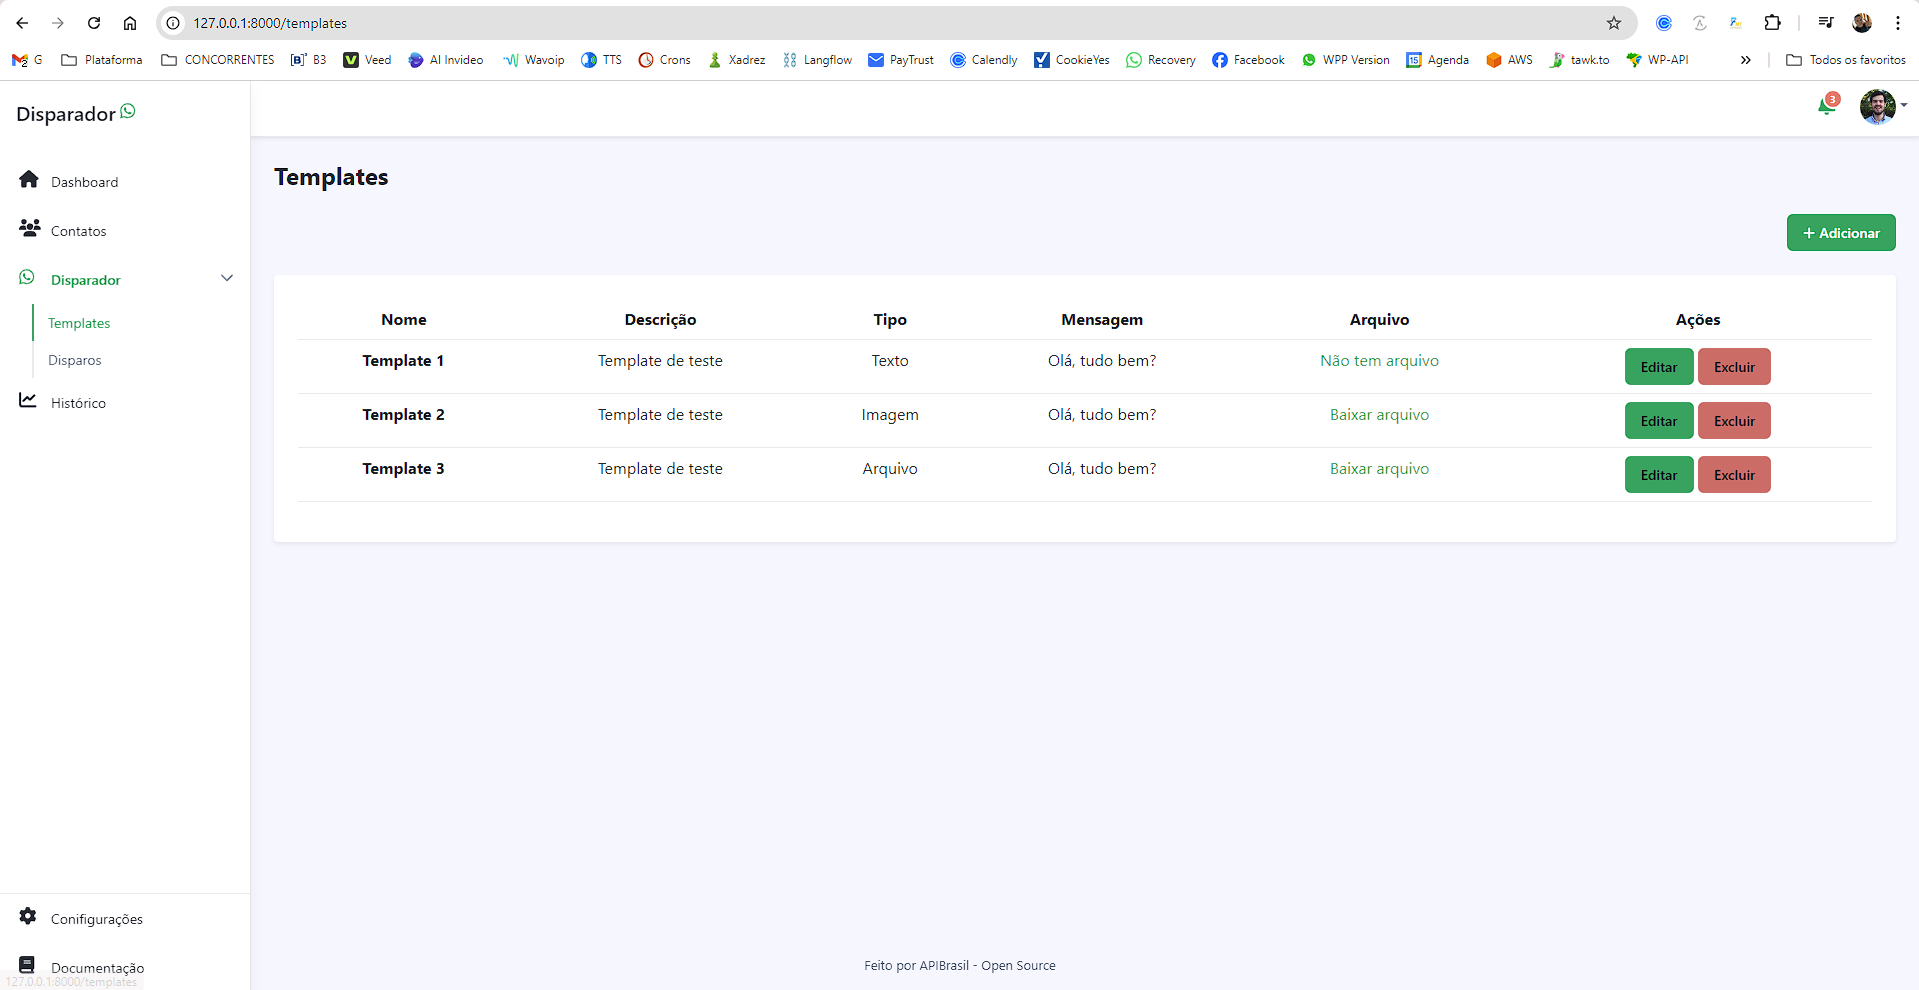 127.0.0.1:8000/templates
G Plataforma CONCORRENTES B3 Veed AI Invideo Wavoip TTS Crons Xadrez Langflow PayTrust Calendly CookieYes Recovery Facebook WPP Version Agenda AWS tawk.to WP-API » Todos os favoritos
Disparador
3
Dashboard
Contatos
Disparador
Templates
Disparos
Histórico
Templates
+ Adicionar
Nome Descrição Tipo Mensagem Arquivo Ações
Template 1 Template de teste Texto Olá, tudo bem? Não tem arquivo Editar Excluir
Template 2 Template de teste Imagem Olá, tudo bem? Baixar arquivo Editar Excluir
Template 3 Template de teste Arquivo Olá, tudo bem? Baixar arquivo Editar Excluir
Conifigurações
Documentação
127.0.0.1:8000/templates
Feito por APIBrasil - Open Source